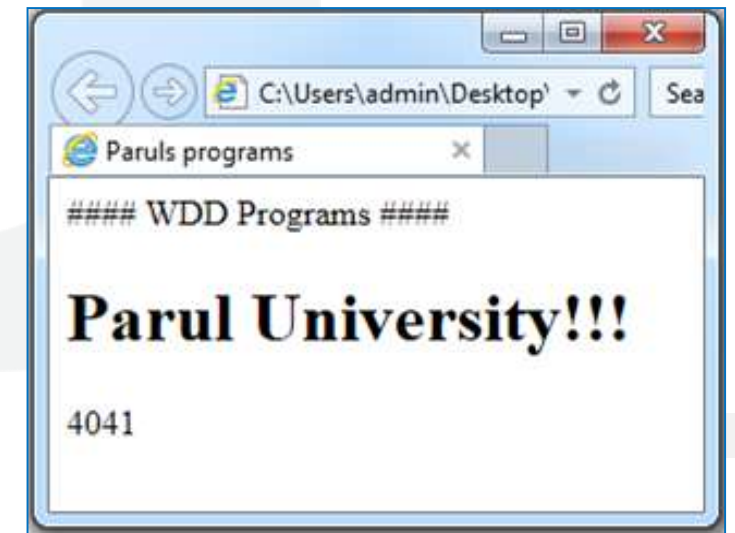 C:\Users\admin\Desktop\
Sea
Paruls programs
#### WDD Programs ####
Parul University!!!
4041